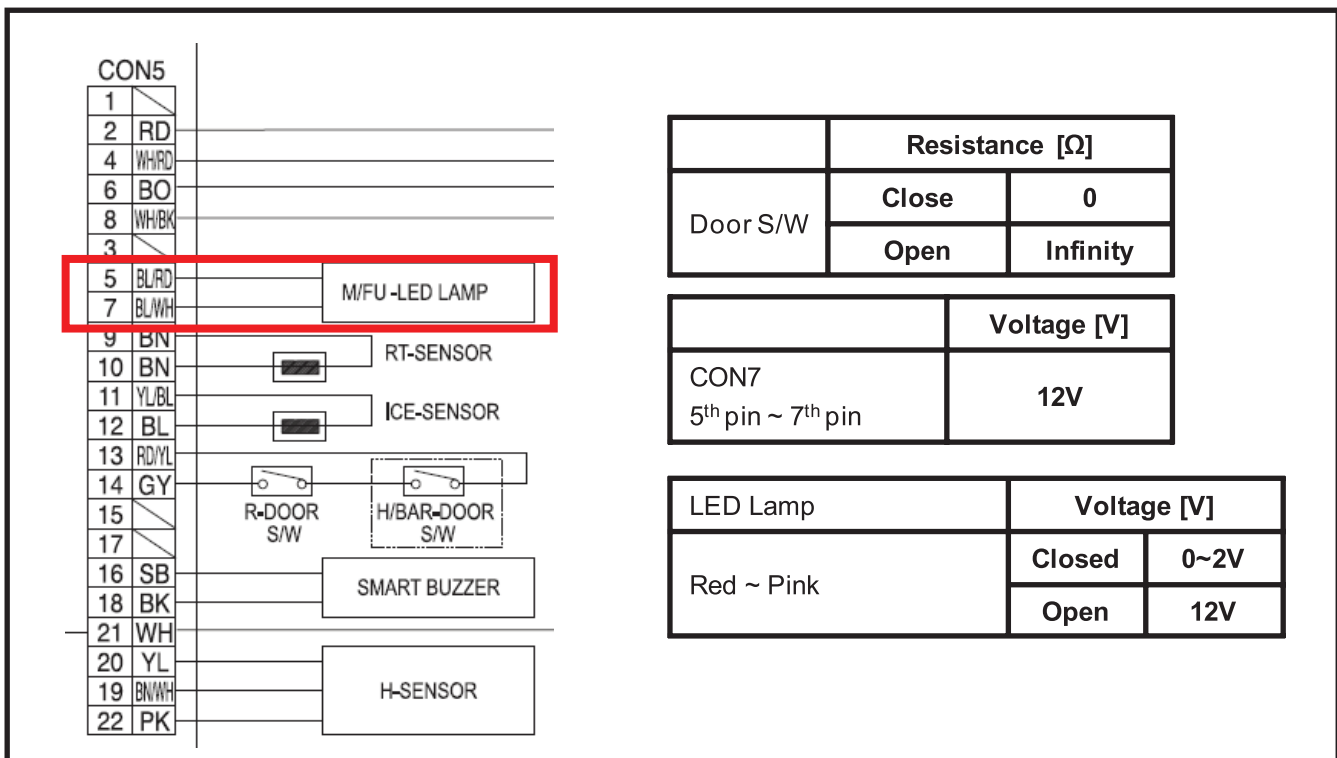 CON5
1
2 RD
4 WH/RD
6 BO
8 WH/BK
3
5 BL/RD
7 BL/WH
M/FU-LED LAMP
9 BN
10 BN
RT-SENSOR
11 YL/BL
12 BL
ICE-SENSOR
13 RD/YL
14 GY
R-DOOR
S/W
H/BAR-DOOR
S/W
15
17
16 SB
18 BK
SMART BUZZER
21 WH
20 YL
19 BN/WH
22 PK
H-SENSOR
Resistance [Ω]
Door S/W
Close 0
Open Infinity
Voltage [V]
CON7
5th pin ~ 7th pin
12V
LED Lamp Voltage [V]
Red ~ Pink
Closed 0~2V
Open 12V